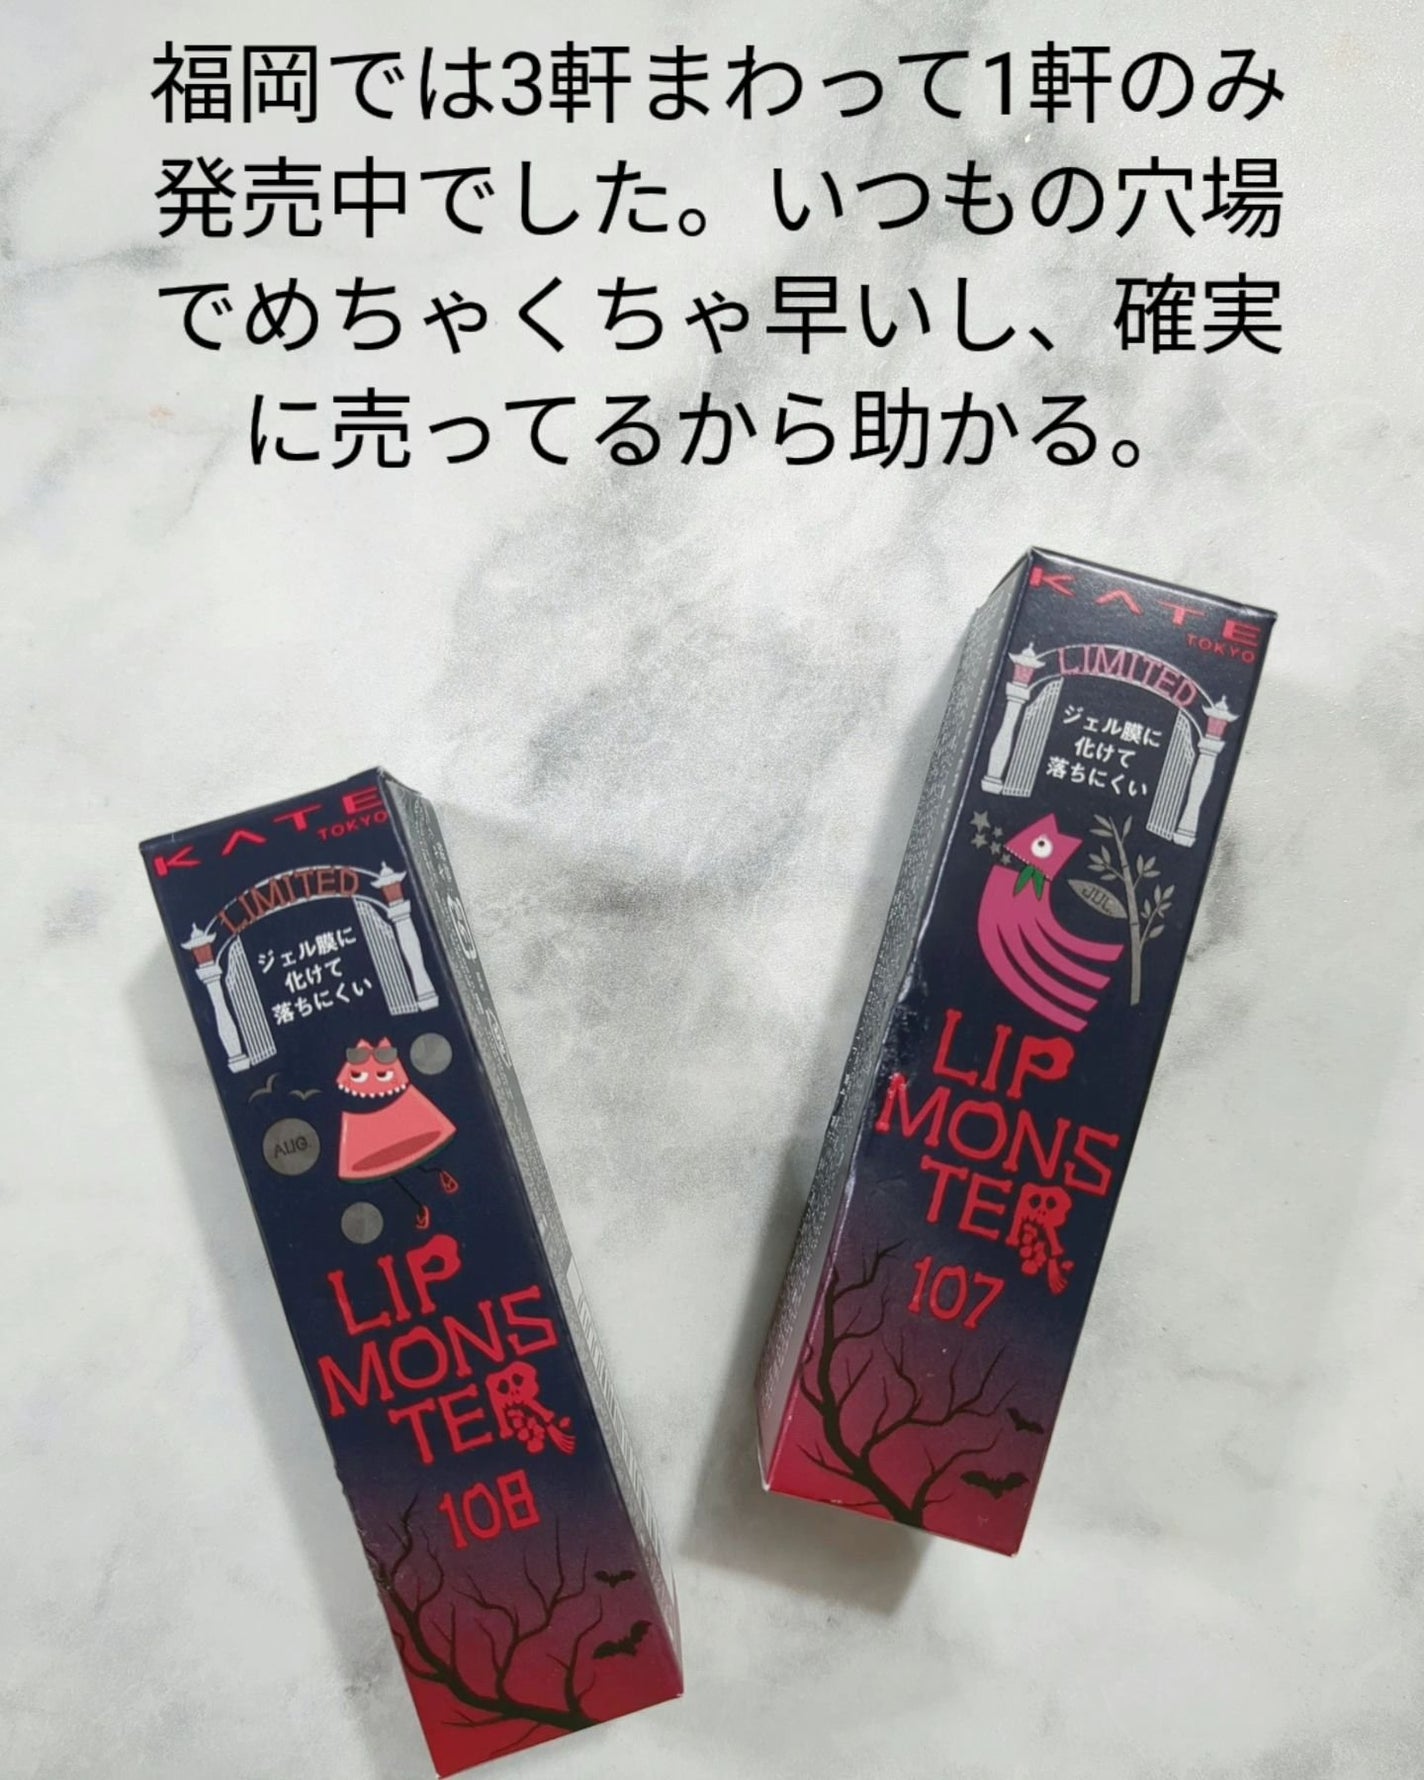 福岡では3軒まわって1軒のみ
発売中でした。いつもの穴場
でめちゃくちゃ早いし、確実
に売ってるから助かる。
KATE
TOKYO
LIMITED
ジェル膜に
化けて
落ちにくい
JUL
LIP
MONS
TER
107
KATE
TOKYO
LIMITED
ジェル膜に
化けて
落ちにくい
AUG
LIP
MONS
TER
108